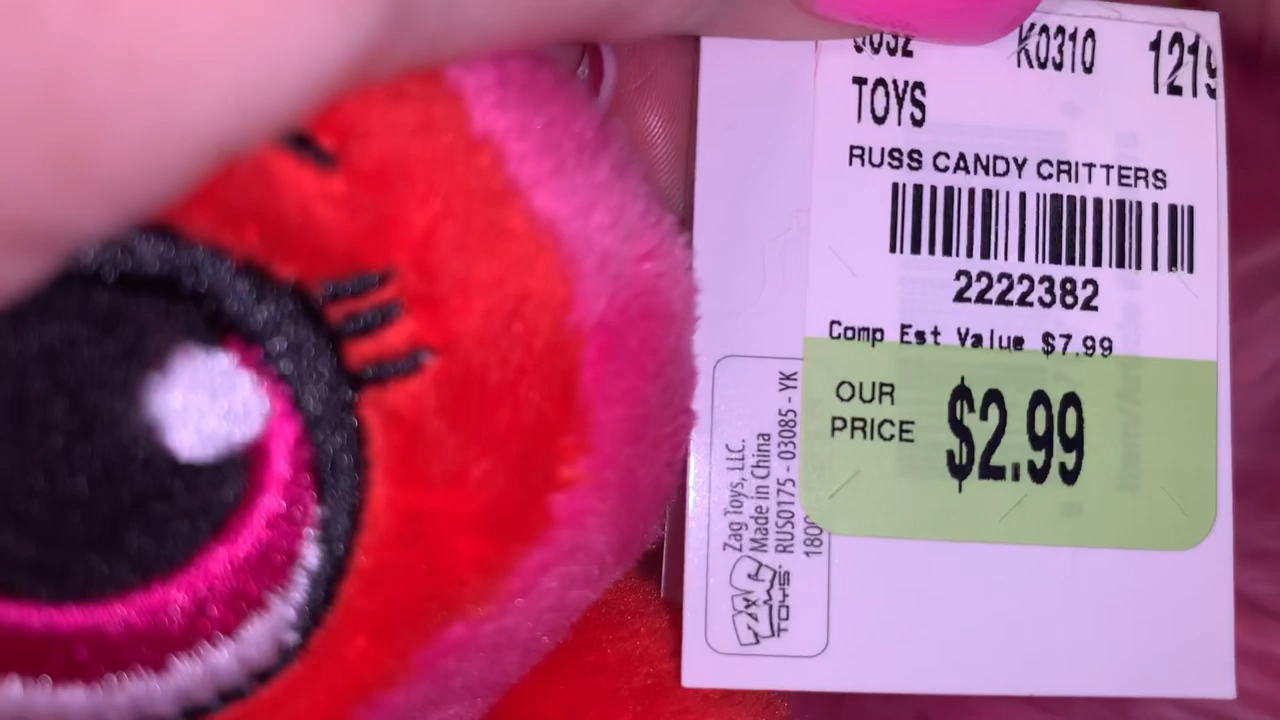 K0310
TOYS
RUSS CANDY CRITTERS
2222382
Comp Est Value $7.99
OUR
PRICE
$2.99
Zag Toys, LLC.
Made in China
RUS0175 - 03085 - YK
TOYS